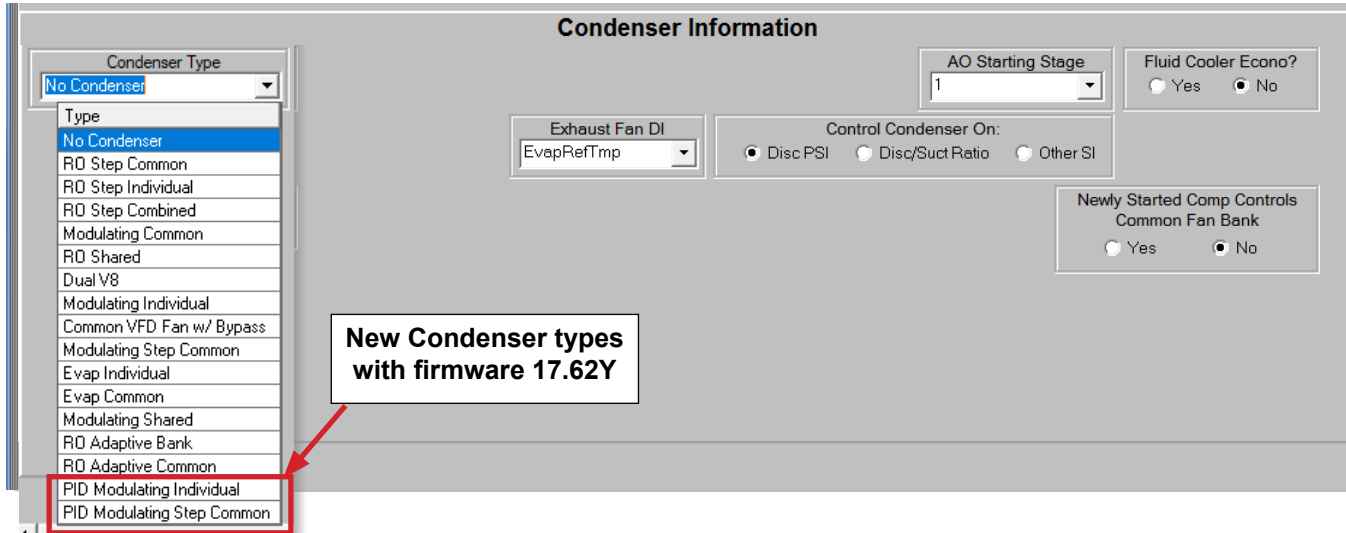 Condenser Information
Condenser Type
No Condenser
AO Starting Stage
1
Fluid Cooler Econo?
Yes No
Type
No Condenser
RO Step Common
RO Step Individual
RO Step Combined
Modulating Common
RO Shared
Dual V8
Modulating Individual
Common VFD Fan w/ Bypass
Modulating Step Common
Evap Individual
Evap Common
Modulating Shared
RO Adaptive Bank
RO Adaptive Common
PID Modulating Individual
PID Modulating Step Common
Exhaust Fan DI
EvapRefTmp
Control Condenser On:
Disc PSI Disc/Suct Ratio Other SI
Newly Started Comp Controls
Common Fan Bank
Yes No
New Condenser types
with firmware 17.62Y